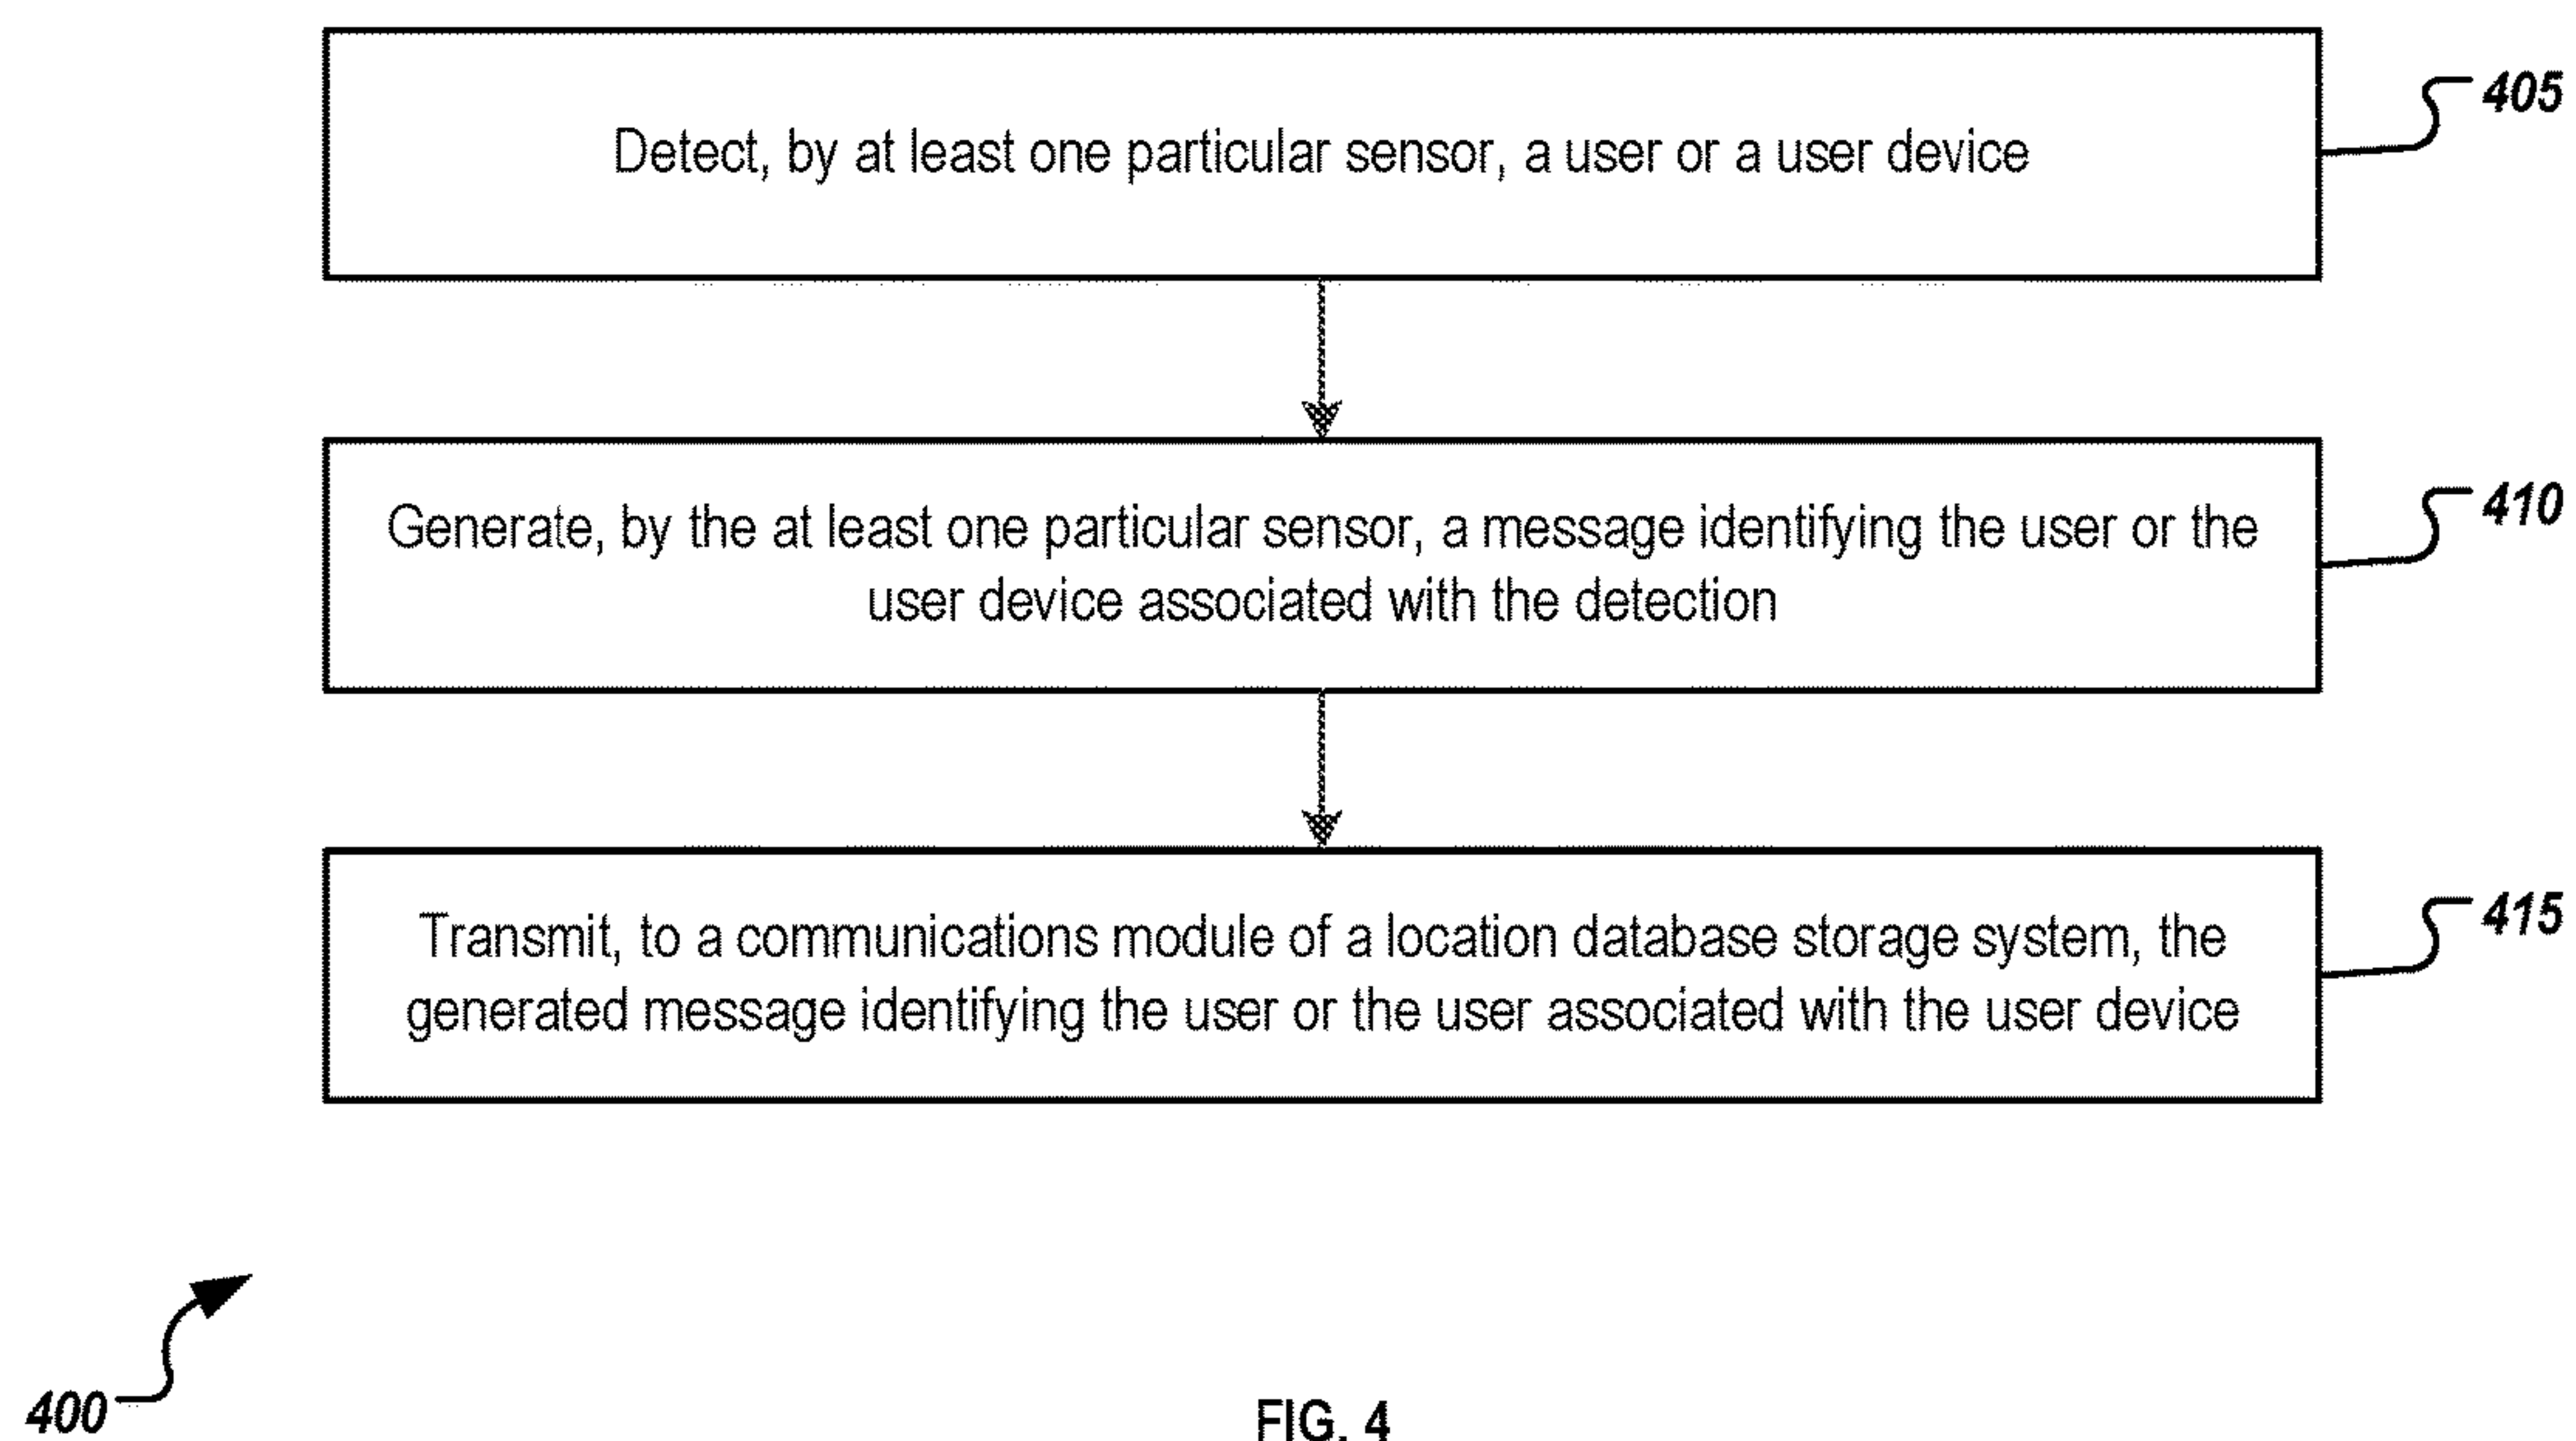 Detect, by at least one particular sensor, a user or a user device
405
Generate, by the at least one particular sensor, a message identifying the user or the
user device associated with the detection
410
Transmit, to a communications module of a location database storage system, the
generated message identifying the user or the user associated with the user device
415
400
FIG. 4